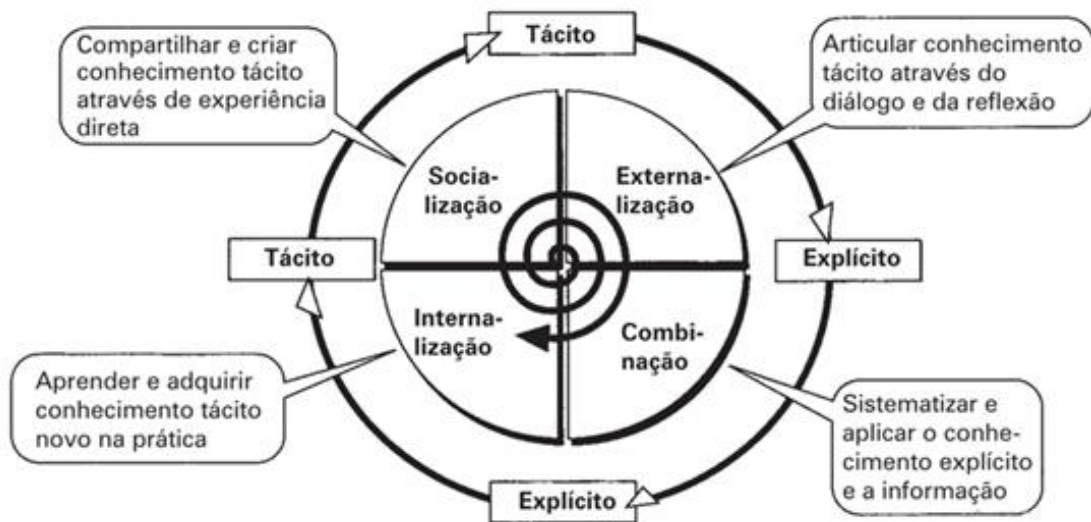 Tácito
Compartilhar e criar
conhecimento tácito
através de experiência
direta
Articular conhecimento
tácito através do
diálogo e da reflexão
Socia-
lização
Externa-
lização
Tácito
Explícito
Interna-
lização
Combi-
nação
Aprender e adquirir
conhecimento tácito
novo na prática
Sistematizar e
aplicar o conhe-
cimento explícito
e a informação
Explícito